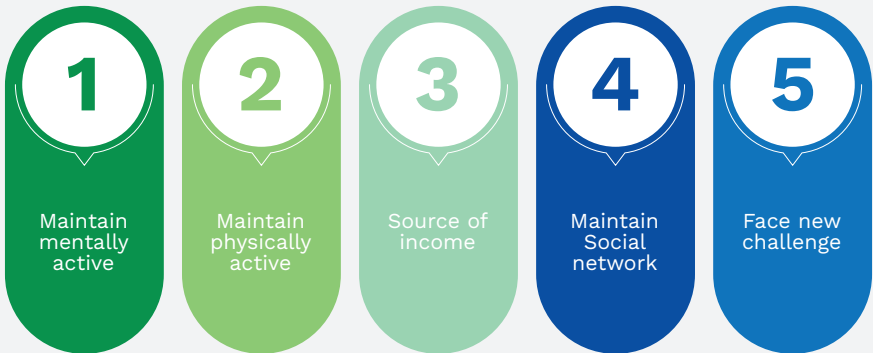 1
Maintain
mentally
active
2
Maintain
physically
active
3
Source of
income
4
Maintain
Social
network
5
Face new
challenge